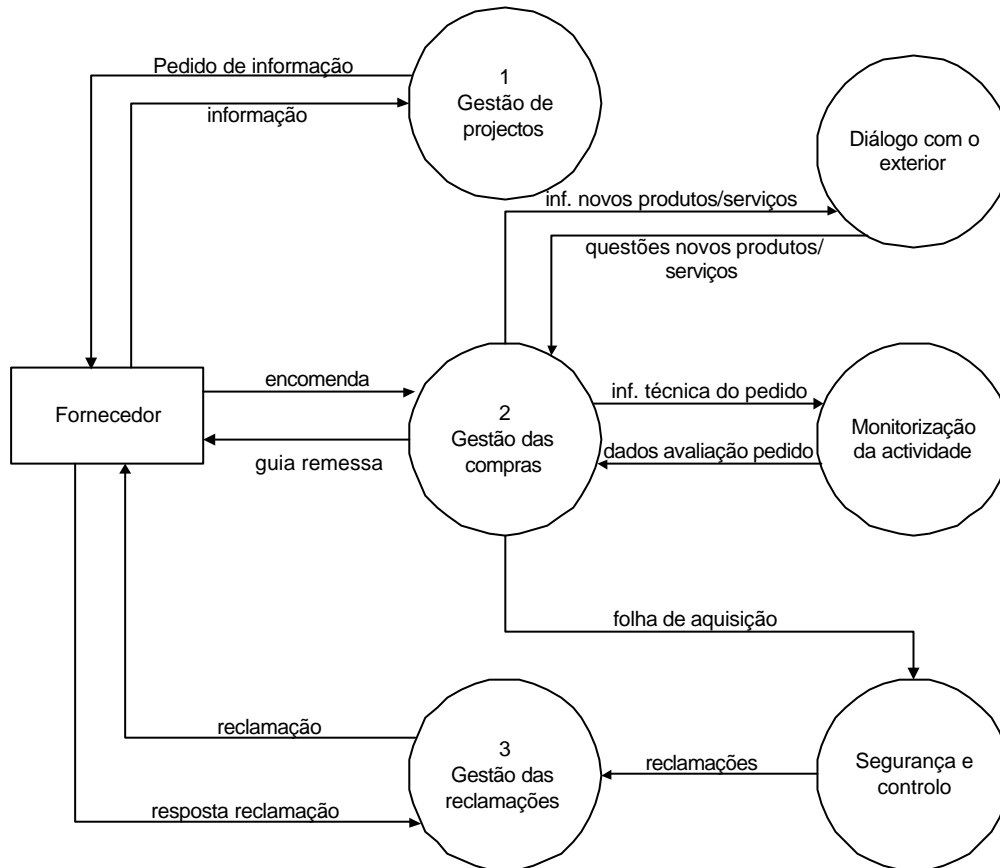 Pedido de informação
informação
1
Gestão de
projectos
Diálogo com o
exterior
inf. novos produtos/serviços
questões novos produtos/
serviços
Fornecedor
encomenda
guia remessa
2
Gestão das
compras
inf. técnica do pedido
dados avaliação pedido
Monitorização
da actividade
folha de aquisição
reclamação
resposta reclamação
3
Gestão das
reclamações
reclamações
Segurança e
controlo